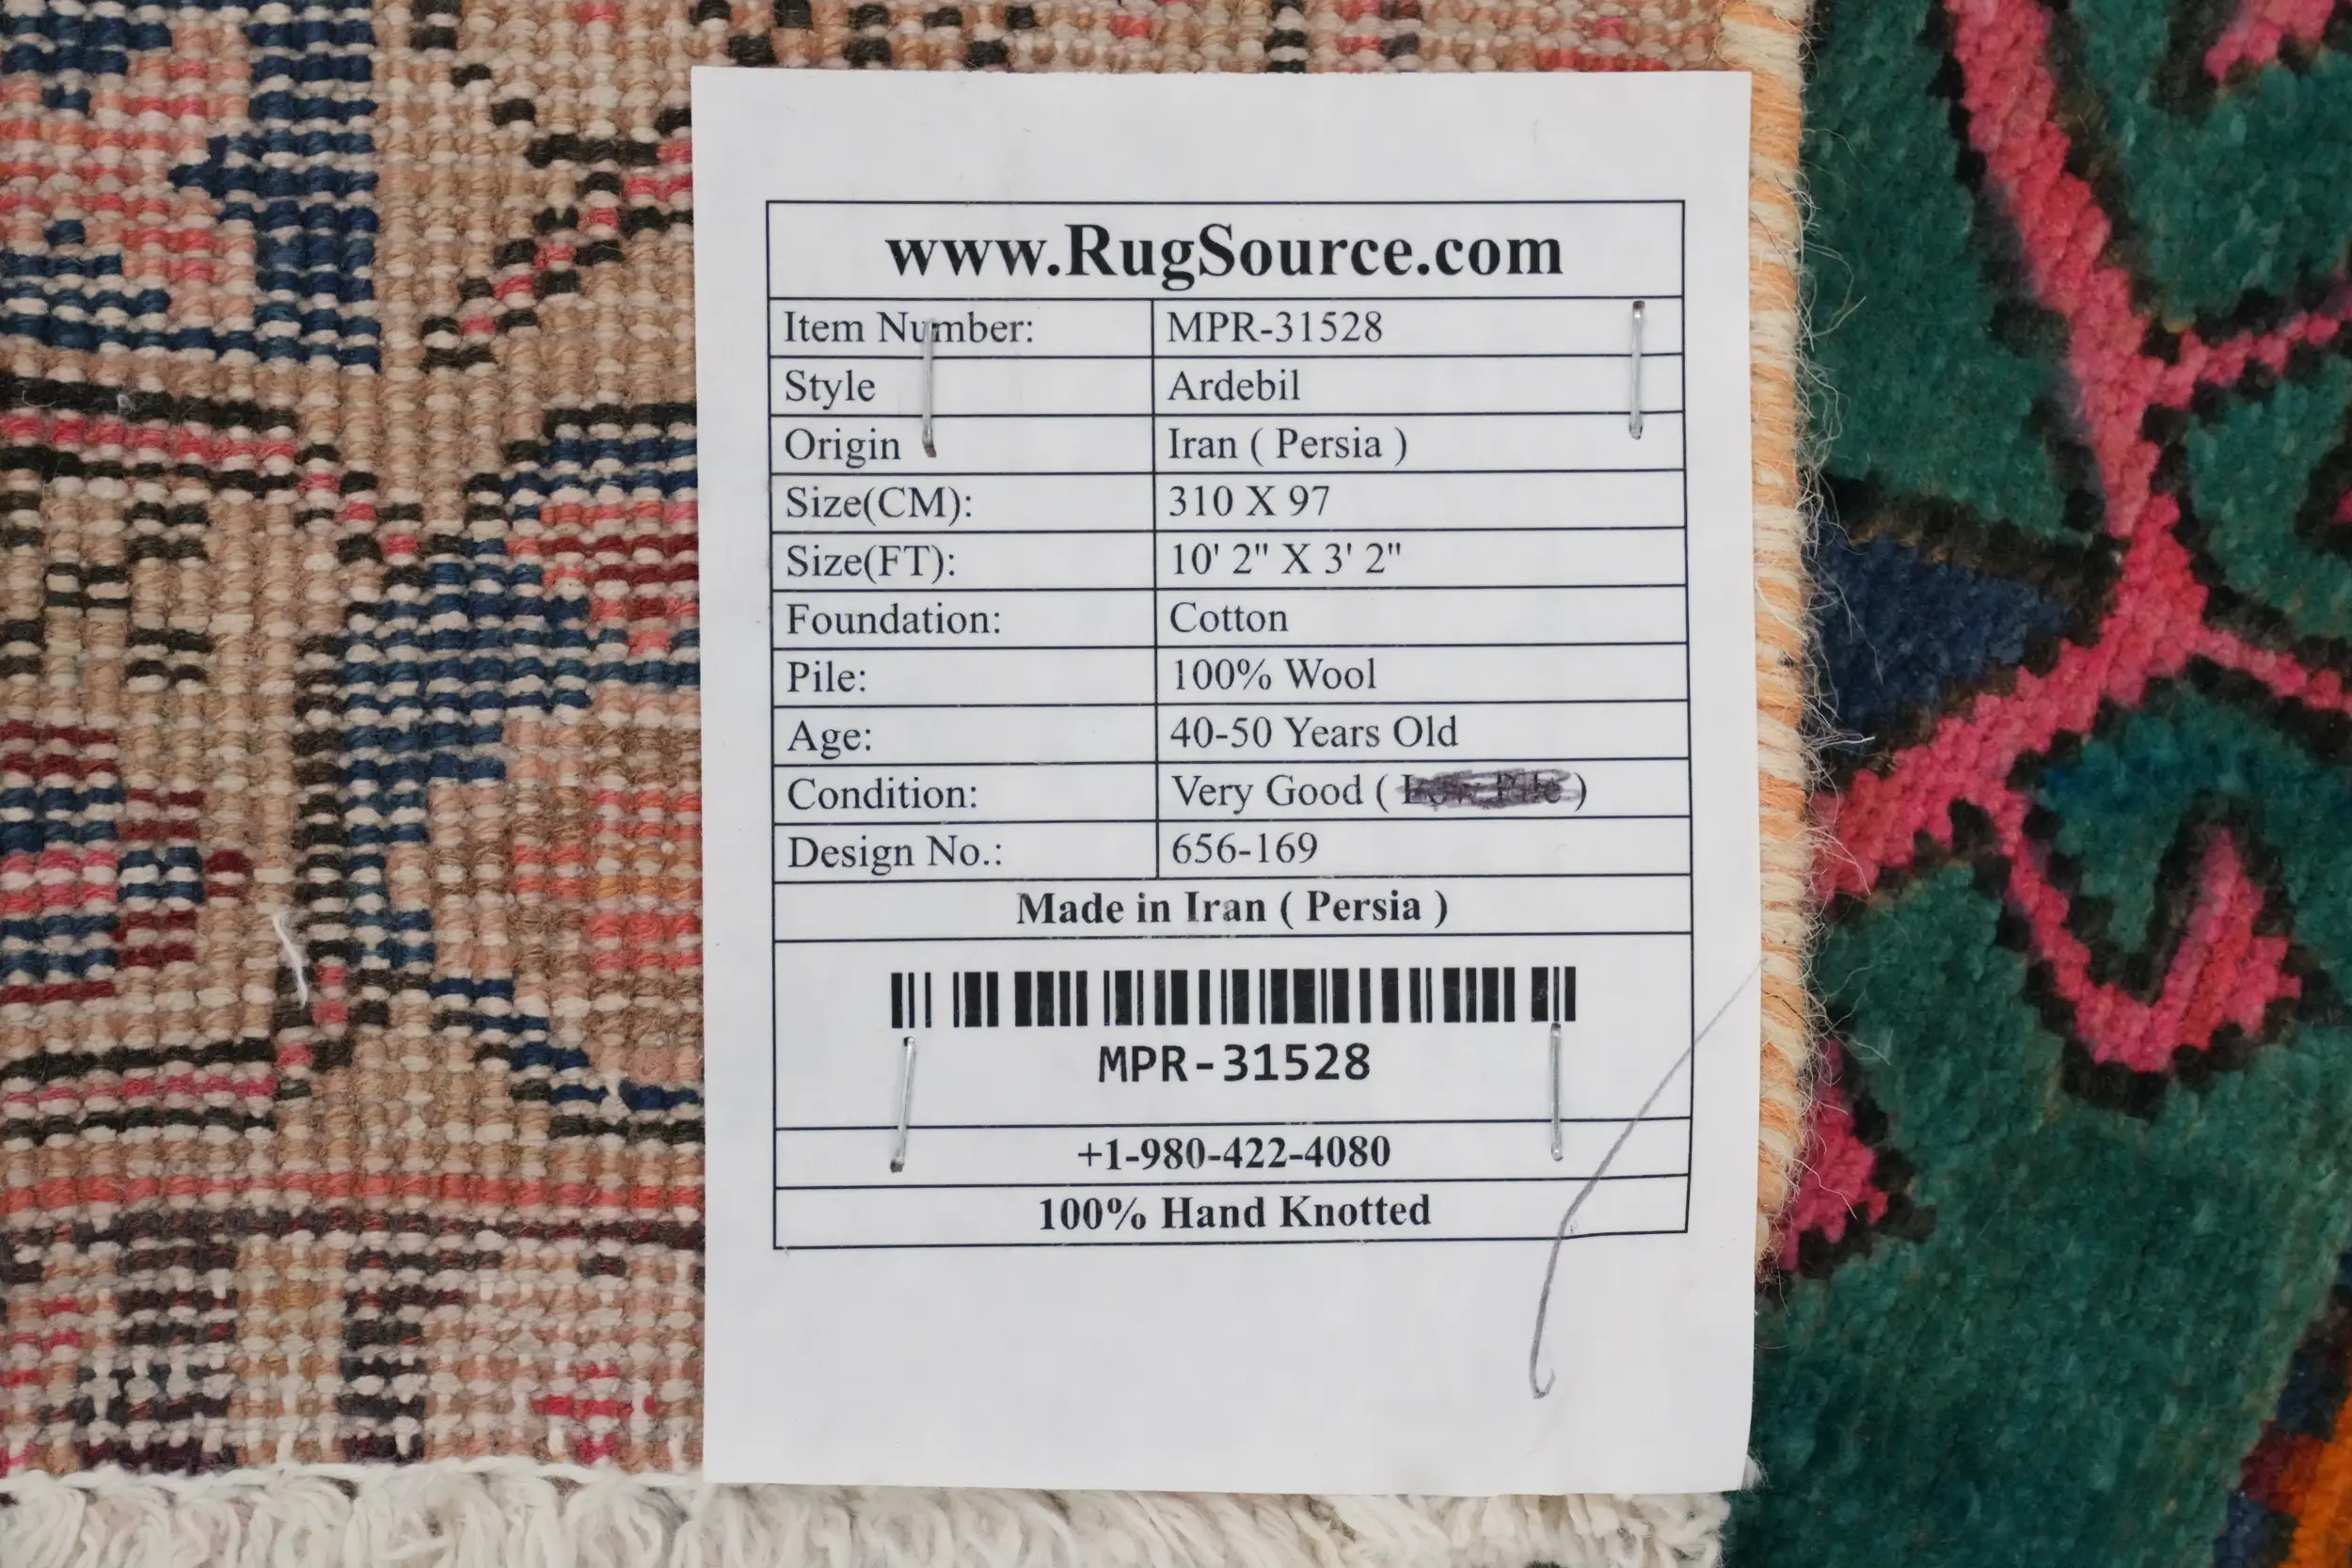 www.RugSource.com
Item Number: MPR-31528
Style Ardebil
Origin Iran ( Persia )
Size(CM): 310 X 97
Size(FT): 10' 2" X 3' 2"
Foundation: Cotton
Pile: 100% Wool
Age: 40-50 Years Old
Condition: Very Good ( )
Design No.: 656-169
Made in Iran ( Persia )
MPR-31528
+1-980-422-4080
100% Hand Knotted